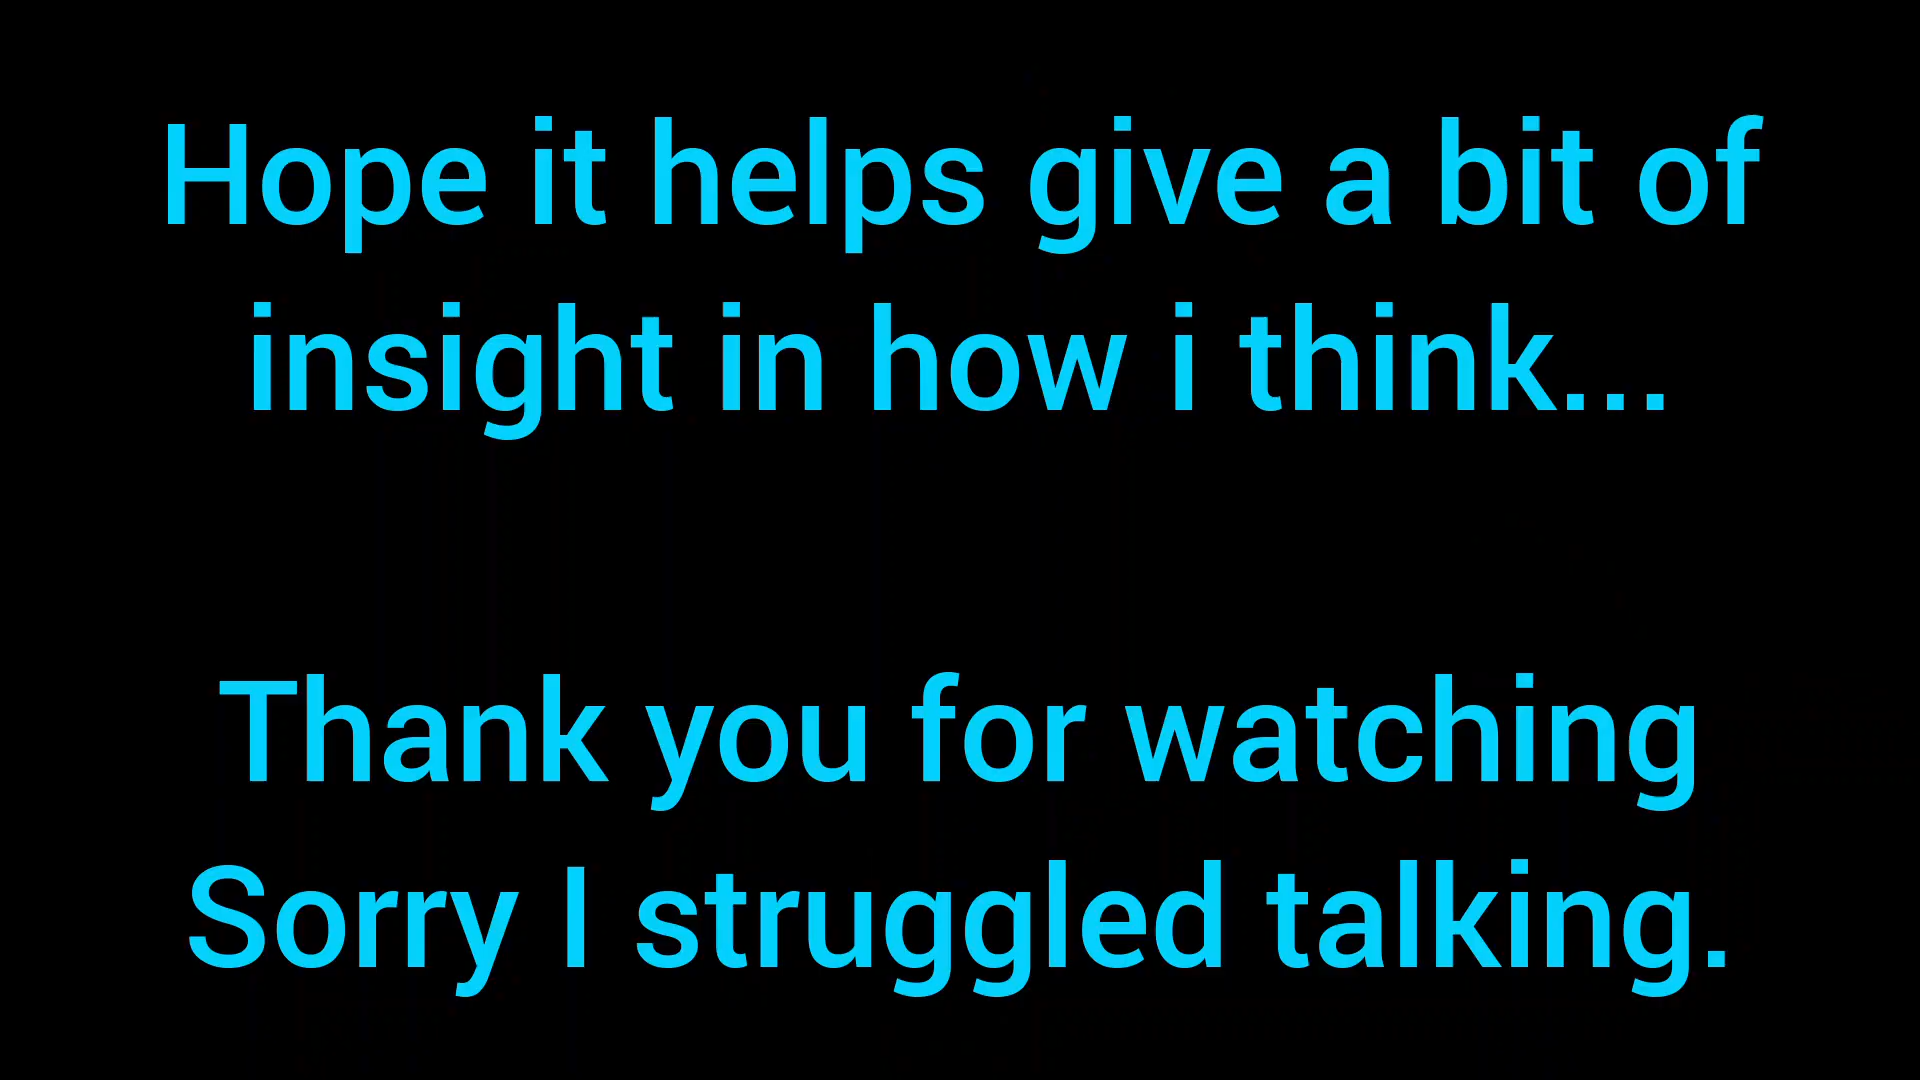 Hope it helps give a bit of
insight in how i think...
Thank you for watching
Sorry I struggled talking.